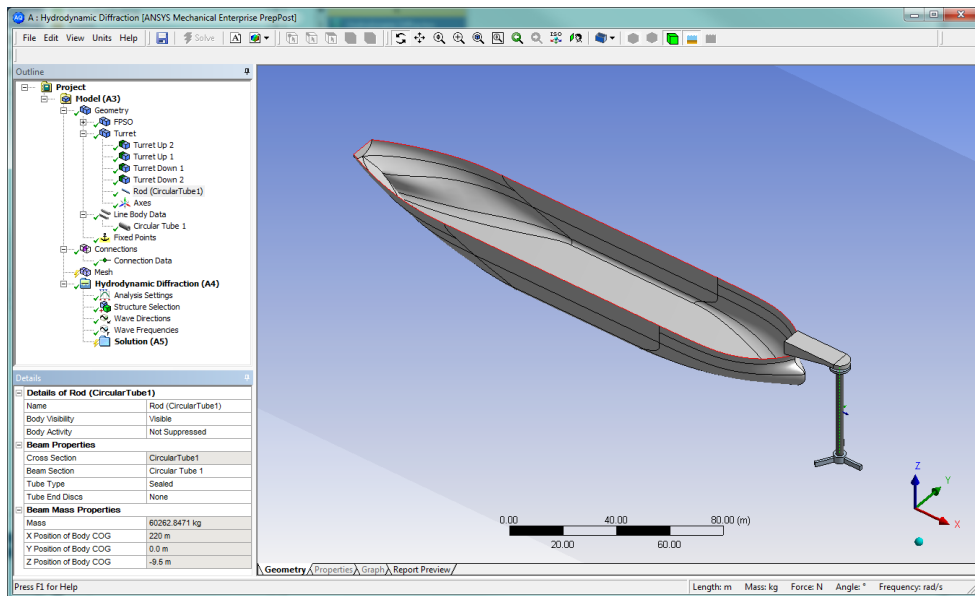 A : Hydrodynamic Diffraction [ANSYS Mechanical Enterprise PrepPost]
File Edit View Units Help Solve A ISO
Outline
Project
Model (A3)
Geometry
FPSO
Turret
Turret Up 2
Turret Up 1
Turret Down 1
Turret Down 2
Rod (CircularTube1)
Axes
Line Body Data
Circular Tube 1
Fixed Points
Connections
Connection Data
Mesh
Hydrodynamic Diffraction (A4)
Analysis Settings
Structure Selection
Wave Directions
Wave Frequencies
Solution (A5)
Details
Details of Rod (CircularTube1)
Name Rod (CircularTube1)
Body Visibility Visible
Body Activity Not Suppressed
Beam Properties
Cross Section CircularTube1
Beam Section Circular Tube 1
Tube Type Sealed
Tube End Discs None
Beam Mass Properties
Mass 60262.8471 kg
X Position of Body COG 220 m
Y Position of Body COG 0.0 m
Z Position of Body COG -9.5 m
Z
Y
X
0.00 40.00 80.00 (m)
20.00 60.00
Geometry Properties Graph Report Preview
Press F1 for Help Length: m Mass: kg Force: N Angle: ° Frequency: rad/s